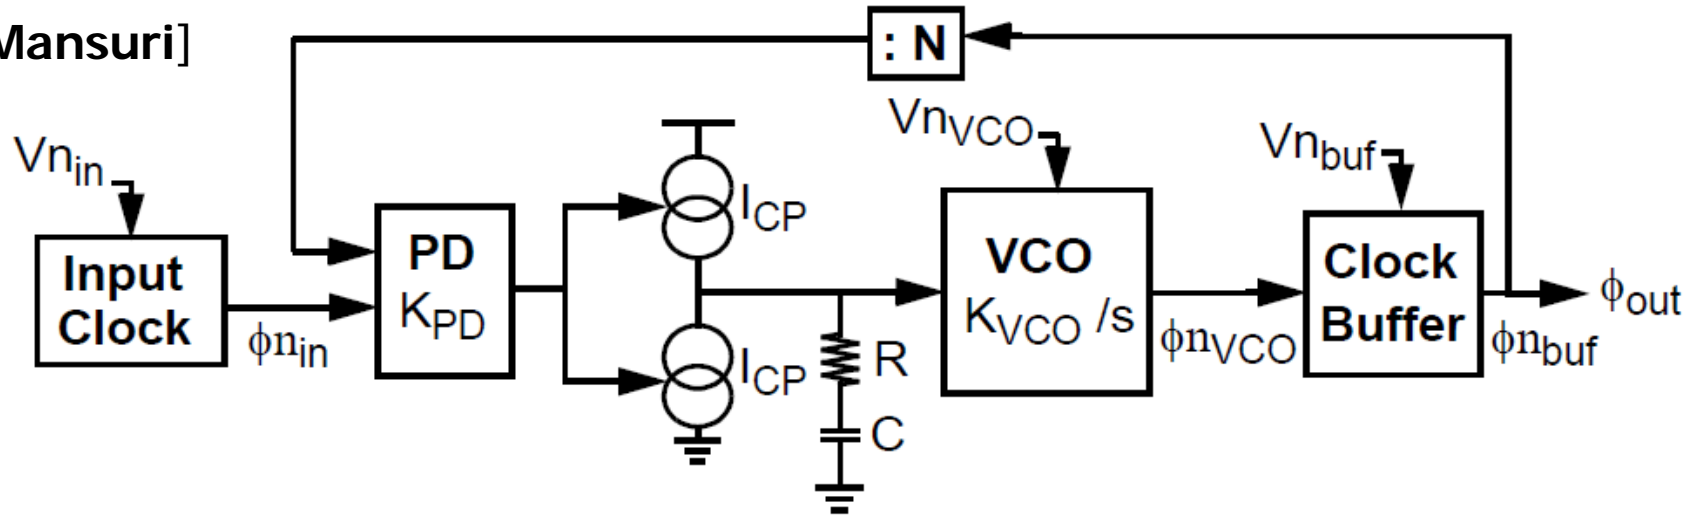 Mansuri]
: N
Vn_in
Vn_VCO
Vn_buf
Input
Clock
ϕn_in
PD
K_PD
I_CP
I_CP
R
C
VCO
K_VCO /s
ϕn_VCO
Clock
Buffer
ϕn_buf
ϕ_out